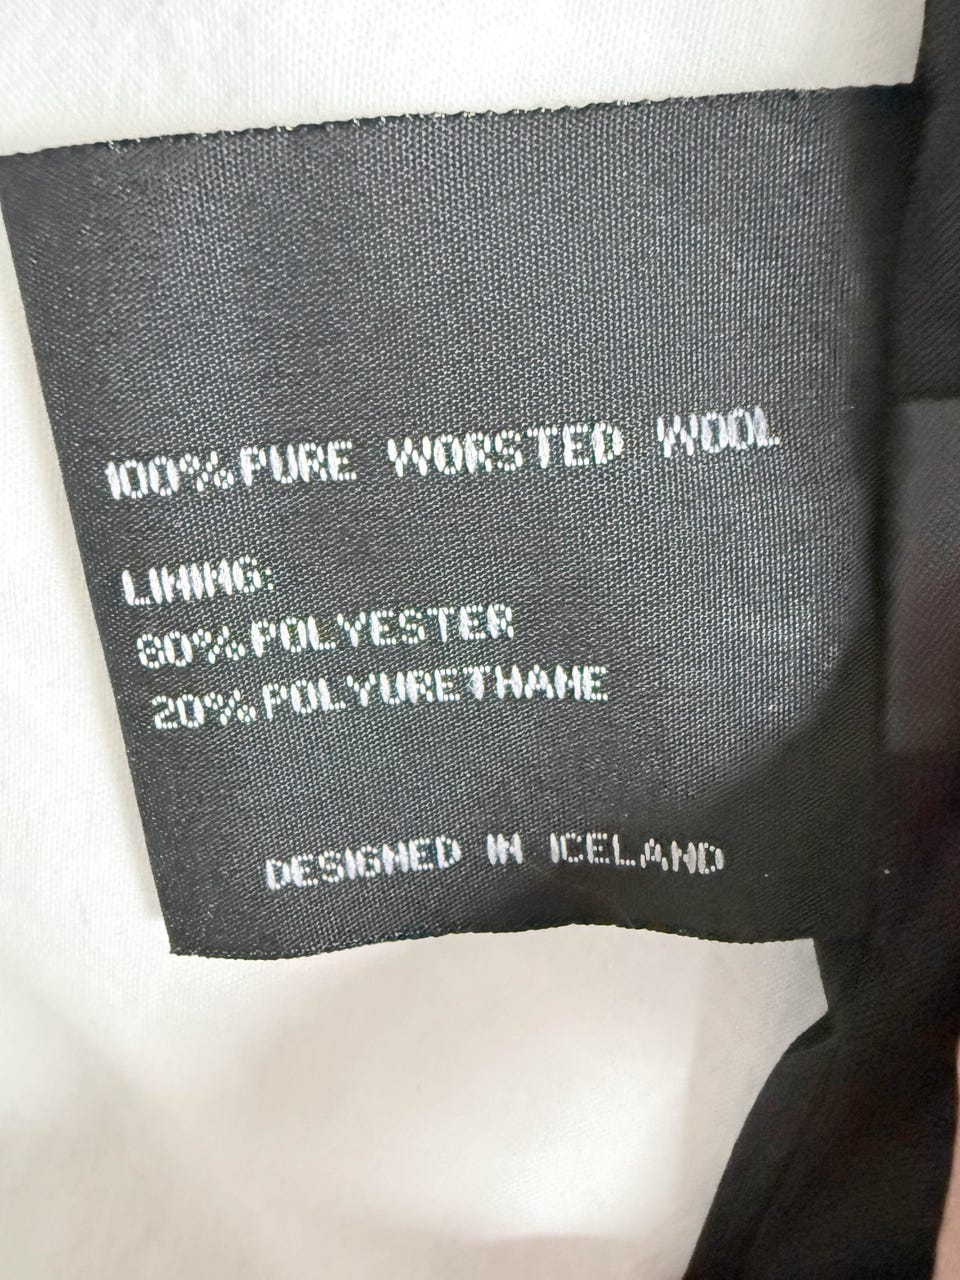 100%PURE WORSTED WOOL
LINING:
80%POLYESTER
20%POLYURETHANE
DESIGNED IN ICELAND